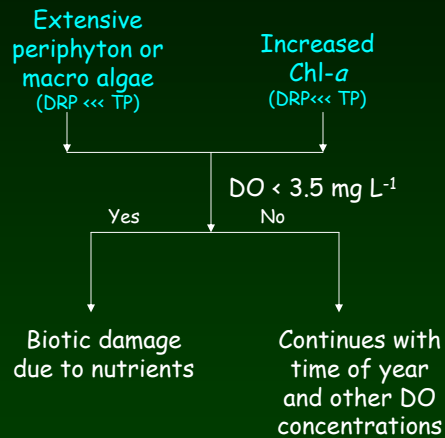 Extensive
periphyton or
macro algae
(DRP <<< TP)
Increased
Chl-a
(DRP<<< TP)
DO < 3.5 mg L⁻¹
Yes
No
Biotic damage
due to nutrients
Continues with
time of year
and other DO
concentrations